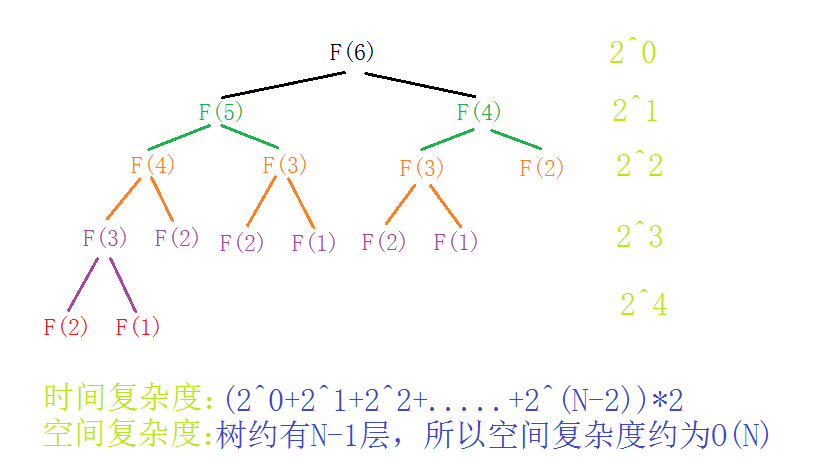 F(6) 2^0
F(5) F(4) 2^1
F(4) F(3) F(3) F(2) 2^2
F(3) F(2) F(2) F(1) F(2) F(1) 2^3
2^4
F(2) F(1)
时间复杂度：(2^0+2^1+2^2+.....+2^(N-2))*2
空间复杂度：树约有N-1层，所以空间复杂度约为O(N)